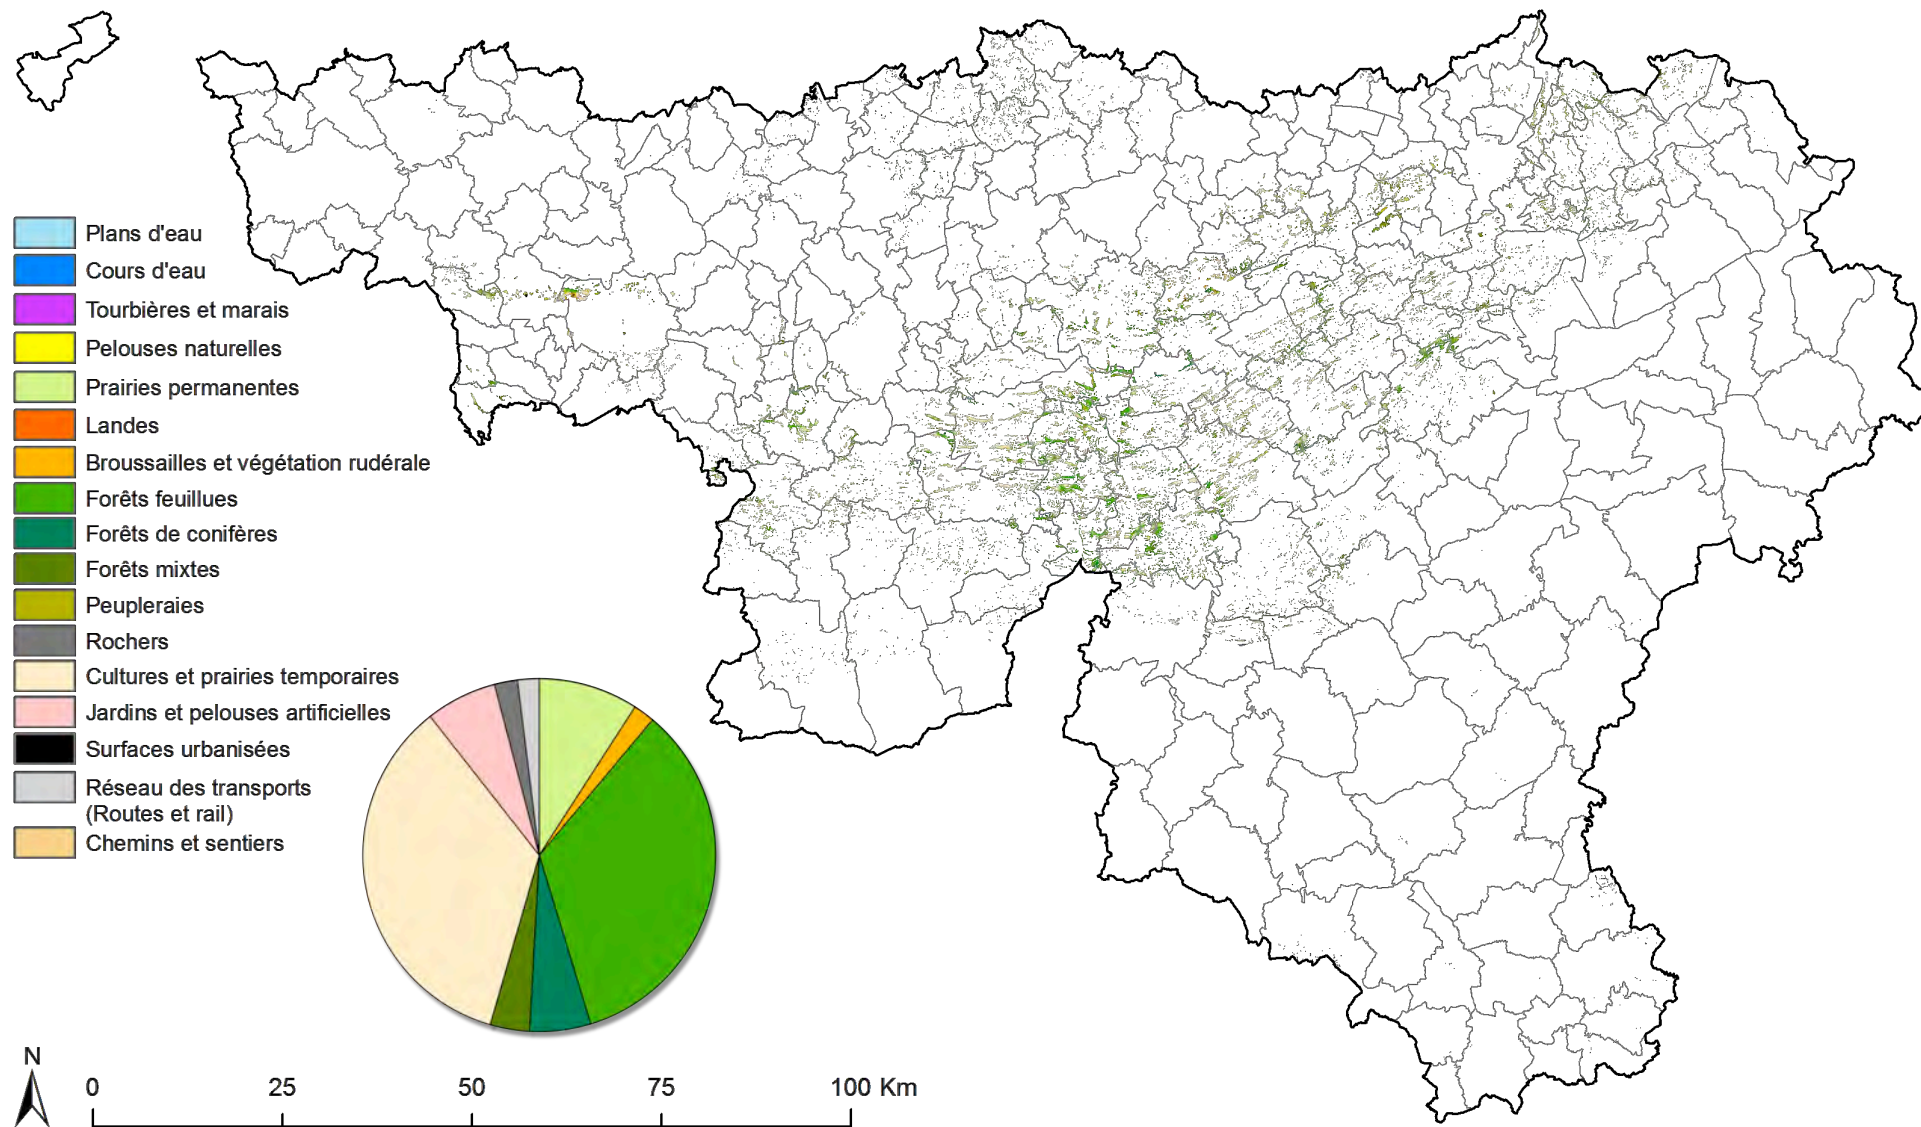 Plans d'eau
Cours d'eau
Tourbières et marais
Pelouses naturelles
Prairies permanentes
Landes
Broussailles et végétation rudérale
Forêts feuillues
Forêts de conifères
Forêts mixtes
Peupleraies
Rochers
Cultures et prairies temporaires
Jardins et pelouses artificielles
Surfaces urbanisées
Réseau des transports
(Routes et rail)
Chemins et sentiers
N
0 25 50 75 100 Km